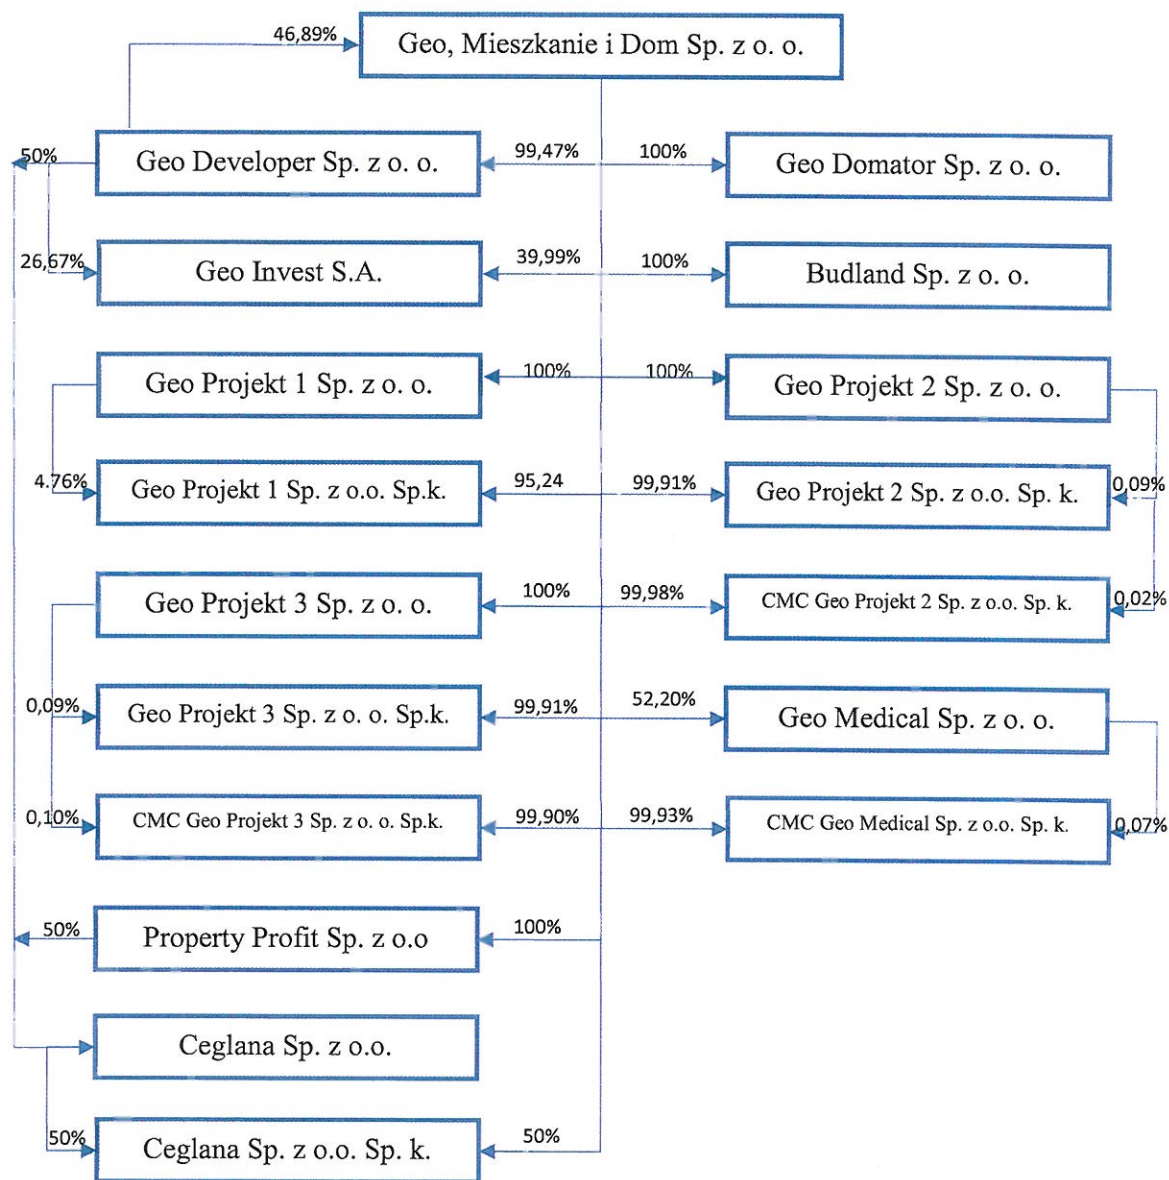 46,89%
Geo, Mieszkanie i Dom Sp. z o. o.
50%
Geo Developer Sp. z o. o.
99,47%
100%
Geo Domator Sp. z o. o.
26,67%
Geo Invest S.A.
39,99%
100%
Budland Sp. z o. o.
Geo Projekt 1 Sp. z o. o.
100%
100%
Geo Projekt 2 Sp. z o. o.
4.76%
Geo Projekt 1 Sp. z o.o. Sp.k.
95,24
99,91%
Geo Projekt 2 Sp. z o.o. Sp. k.
0,09%
Geo Projekt 3 Sp. z o. o.
100%
99,98%
CMC Geo Projekt 2 Sp. z o.o. Sp. k.
0,02%
0,09%
Geo Projekt 3 Sp. z o. o. Sp.k.
99,91%
52,20%
Geo Medical Sp. z o. o.
0,10%
CMC Geo Projekt 3 Sp. z o. o. Sp.k.
99,90%
99,93%
CMC Geo Medical Sp. z o.o. Sp. k.
0,07%
50%
Property Profit Sp. z o.o
100%
Ceglana Sp. z o.o.
50%
Ceglana Sp. z o.o. Sp. k.
50%